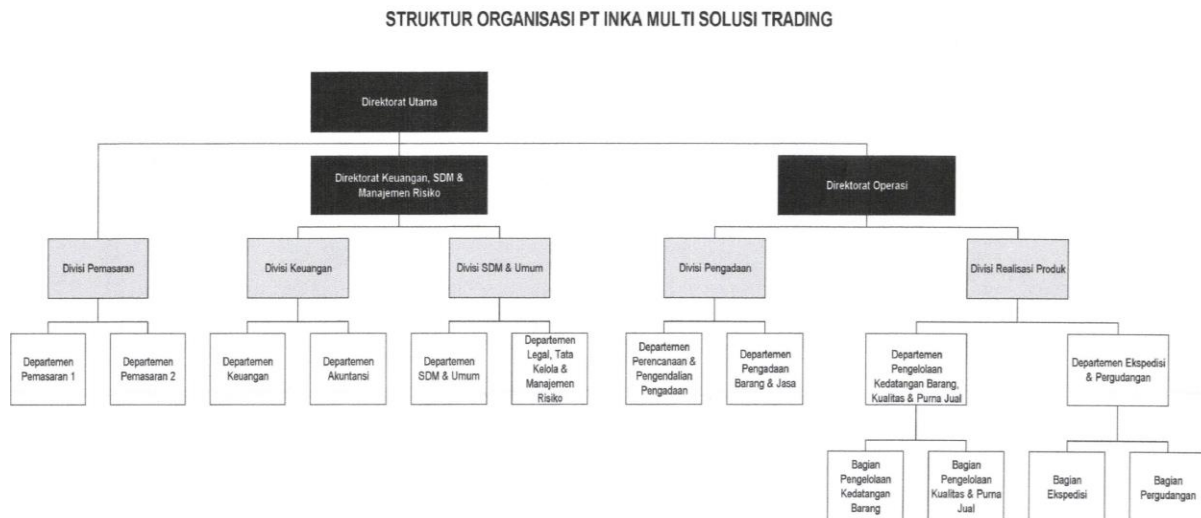 STRUKTUR ORGANISASI PT INKA MULTI SOLUSI TRADING
Direktorat Utama
Direktorat Keuangan, SDM &
Manajemen Risiko
Direktorat Operasi
Divisi Pemasaran
Divisi Keuangan
Divisi SDM & Umum
Divisi Pengadaan
Divisi Realisasi Produk
Departemen
Pemasaran 1
Departemen
Pemasaran 2
Departemen
Keuangan
Departemen
Akuntansi
Departemen
SDM & Umum
Departemen
Legal, Tata
Kelola &
Manajemen
Risiko
Departemen
Perencanaan &
Pengendalian
Pengadaan
Departemen
Pengadaan
Barang & Jasa
Departemen
Pengelolaan
Kedatangan Barang,
Kualitas & Purna Jual
Departemen Ekspedisi
& Pergudangan
Bagian
Pengelolaan
Kedatangan
Barang
Bagian
Pengelolaan
Kualitas & Purna
Jual
Bagian
Ekspedisi
Bagian
Pergudangan